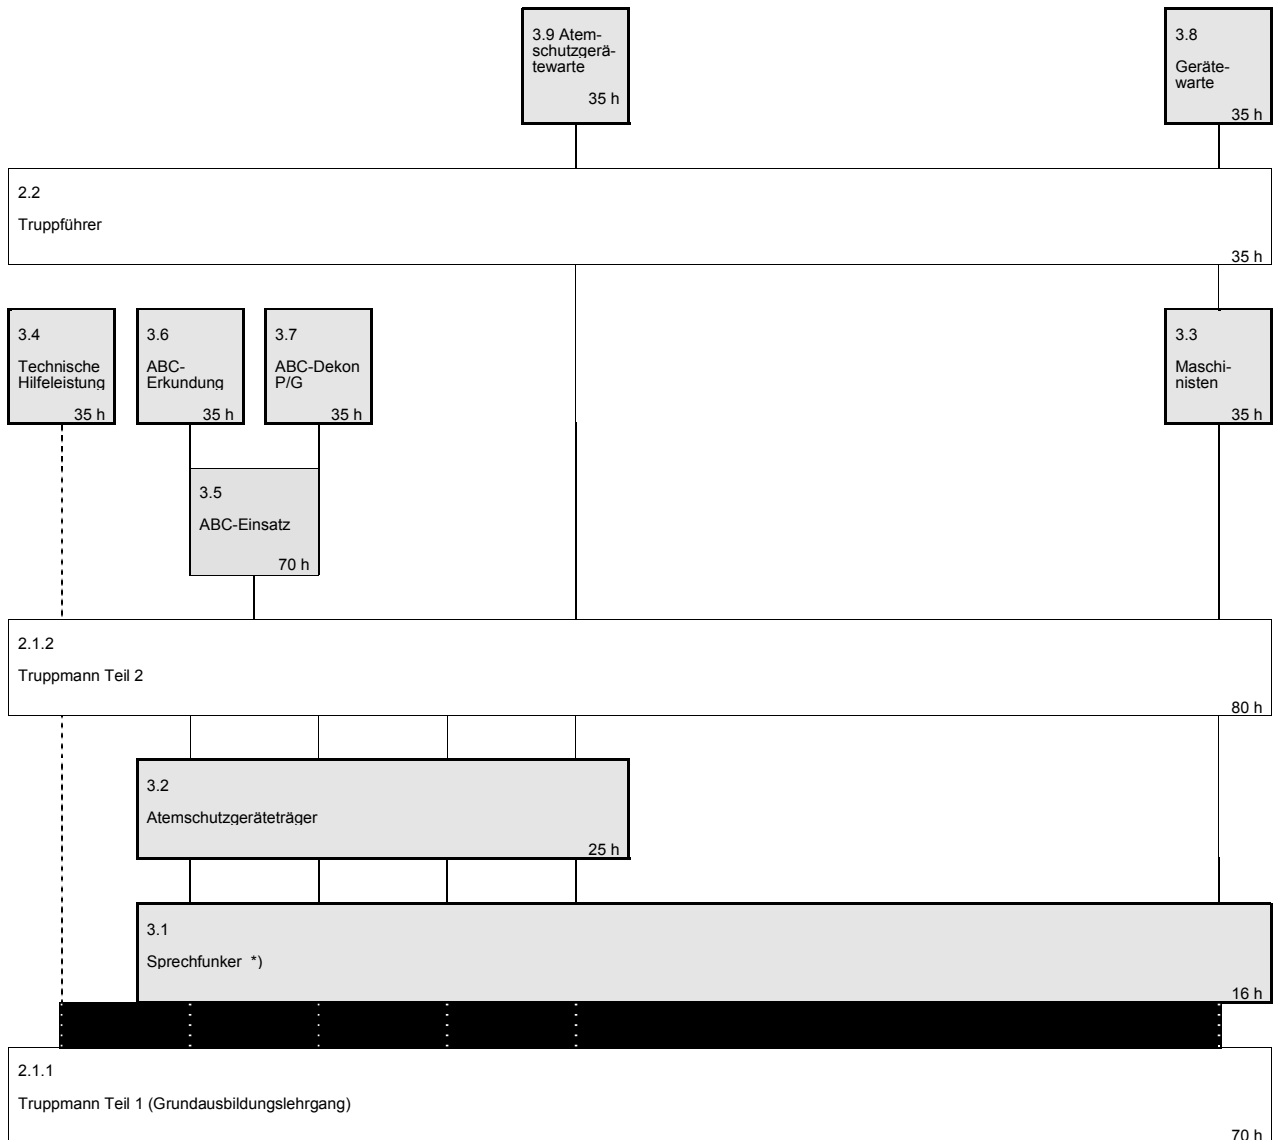 3.9 Atem-
schutzgerä-
tewarte
35 h
3.8
Geräte-
warte
35 h
2.2
Truppführer
35 h
3.4
Technische
Hilfeleistung
35 h
3.6
ABC-
Erkundung
35 h
3.7
ABC-Dekon
P/G
35 h
3.3
Maschi-
nisten
35 h
3.5
ABC-Einsatz
70 h
2.1.2
Truppmann Teil 2
80 h
3.2
Atemschutzgeräteträger
25 h
3.1
Sprechfunker *)
16 h
2.1.1
Truppmann Teil 1 (Grundausbildungslehrgang)
70 h